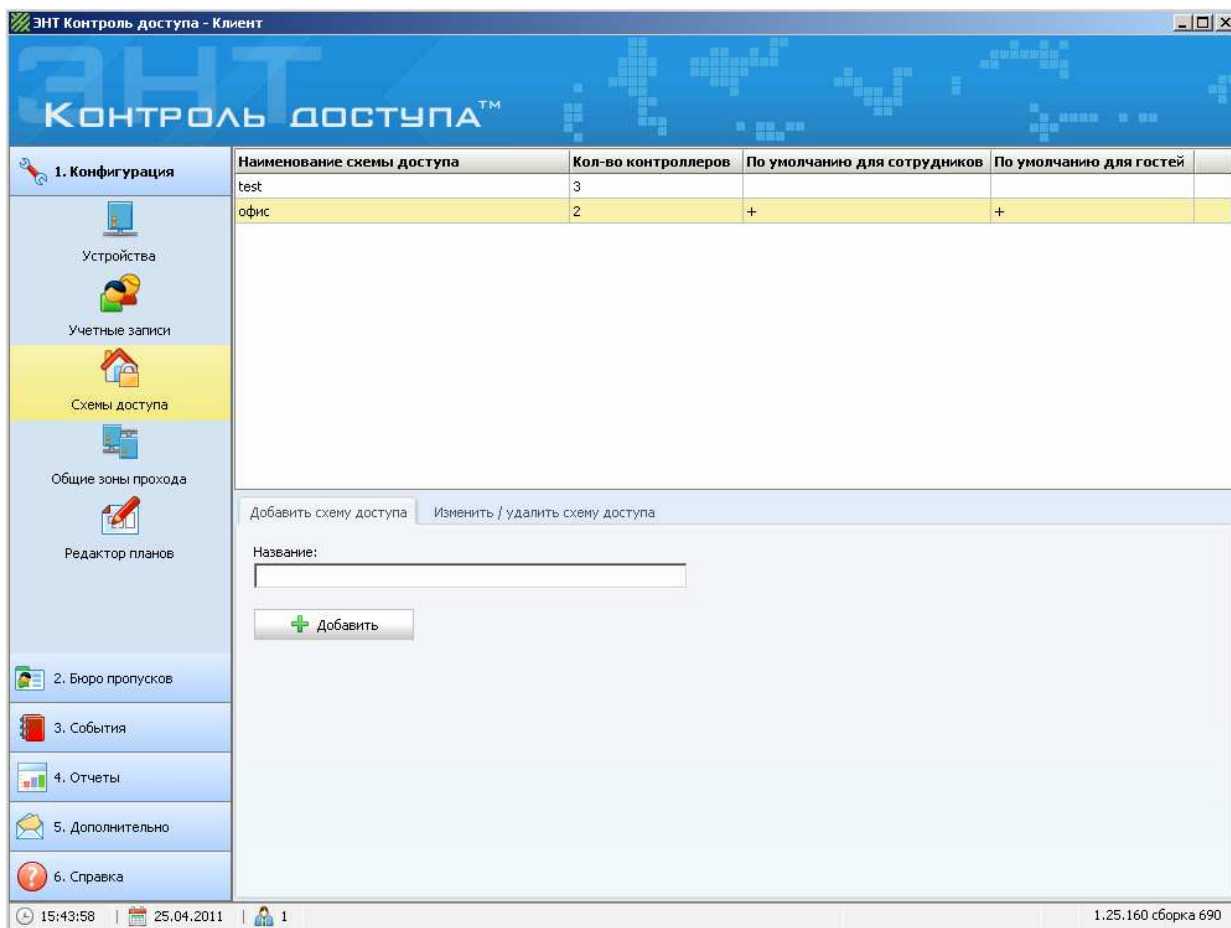 ЭНТ Контроль доступа - Клиент
ЭНТ
Контроль доступа™
1. Конфигурация
Устройства
Учетные записи
Схемы доступа
Общие зоны прохода
Редактор планов
2. Бюро пропусков
3. События
4. Отчеты
5. Дополнительно
6. Справка
Наименование схемы доступа Кол-во контроллеров По умолчанию для сотрудников По умолчанию для гостей
test 3
офис 2 + +
Добавить схему доступа Изменить / удалить схему доступа
Название:
Добавить
15:43:58 | 25.04.2011 | 1 1.25.160 сборка 690